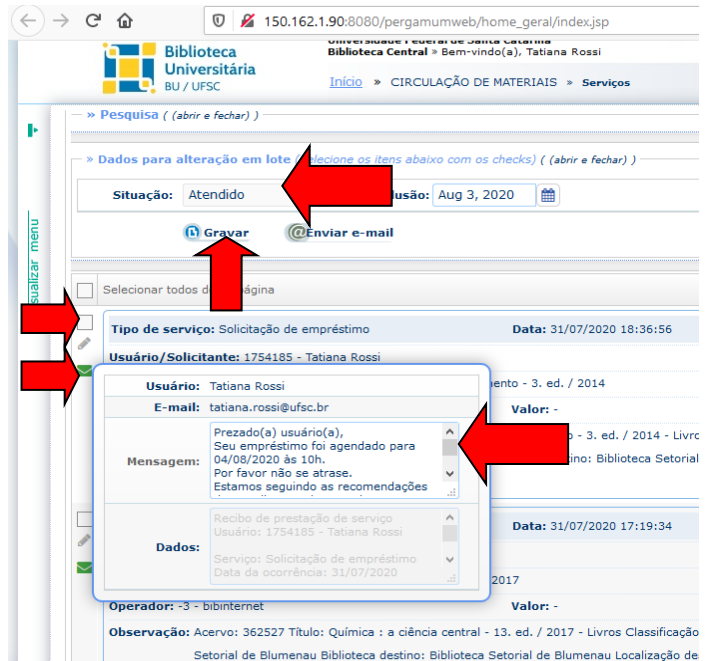 150.162.1.90:8080/pergamumweb/home_geral/index.jsp
Biblioteca
Universitária
BU / UFSC
Universidade Federal de Santa Catarina
Biblioteca Central » Bem-vindo(a), Tatiana Rossi
Início » CIRCULAÇÃO DE MATERIAIS » Serviços
» Pesquisa ( (abrir e fechar) )
» Dados para alteração em lote (selecione os itens abaixo com os checks) ( (abrir e fechar) )
Situação: Atendido lusão: Aug 3, 2020
Gravar @Enviar e-mail
sualizar menu
Selecionar todos d página
Tipo de serviço: Solicitação de empréstimo Data: 31/07/2020 18:36:56
Usuário/Solicitante: 1754185 - Tatiana Rossi
ento - 3. ed. / 2014
Valor: -
o - 3. ed. / 2014 - Livro
tino: Biblioteca Setorial
Usuário: Tatiana Rossi
E-mail: tatiana.rossi@ufsc.br
Mensagem: Prezado(a) usuário(a),
Seu empréstimo foi agendado para
04/08/2020 às 10h.
Por favor não se atrase.
Estamos seguindo as recomendações
Dados: Recibo de prestação de serviço
Usuário: 1754185 - Tatiana Rossi
Serviço: Solicitação de empréstimo
Data da ocorrência: 31/07/2020
Data: 31/07/2020 17:19:34
2017
Operador: -3 - bibinternet Valor: -
Observação: Acervo: 362527 Título: Química : a ciência central - 13. ed. / 2017 - Livros Classificação
Setorial de Blumenau Biblioteca destino: Biblioteca Setorial de Blumenau Localização de